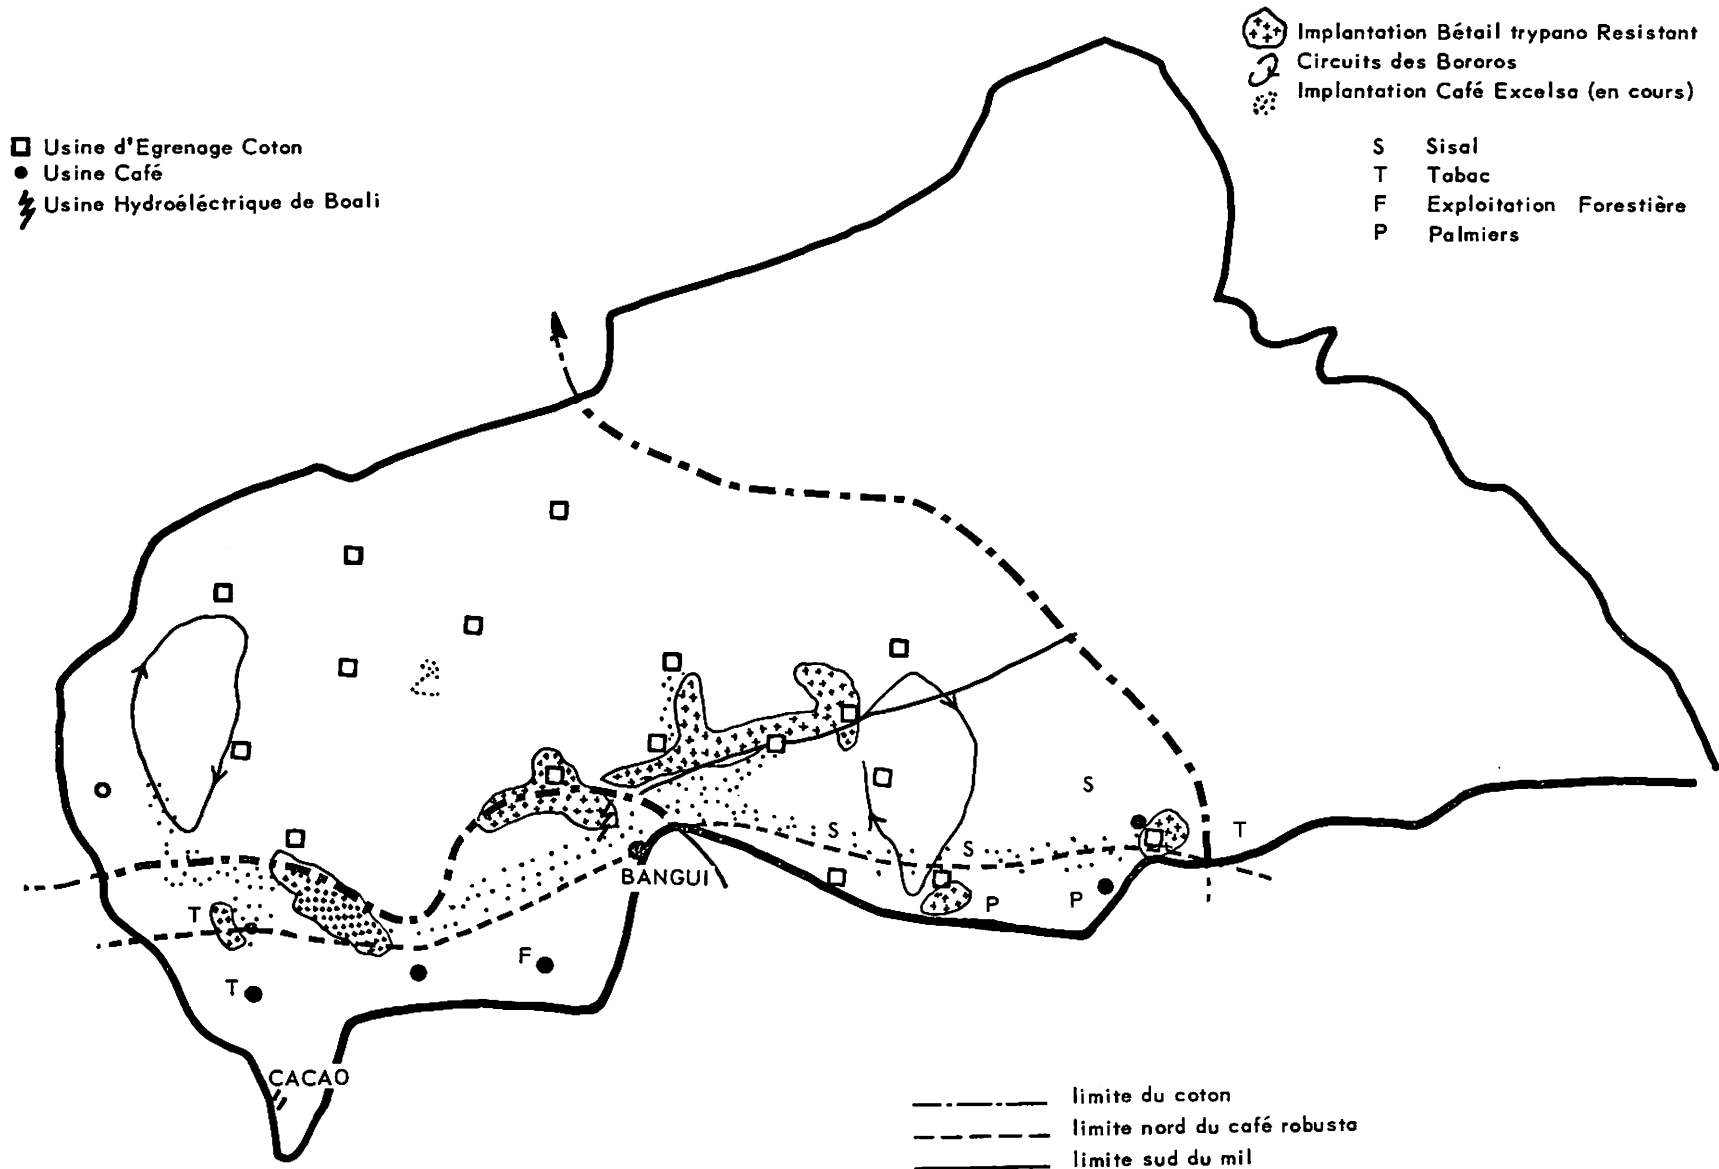 Implantation Bétail trypano Resistant
Circuits des Bororos
Implantation Café Excelsa (en cours)
S Sisal
T Tabac
F Exploitation Forestière
P Palmiers
Usine d'Egrenage Coton
Usine Café
Usine Hydroéléctrique de Boali
S
S
T
S
BANGUI
P
P
T
F
T
CACAO
limite du coton
limite nord du café robusta
limite sud du mil